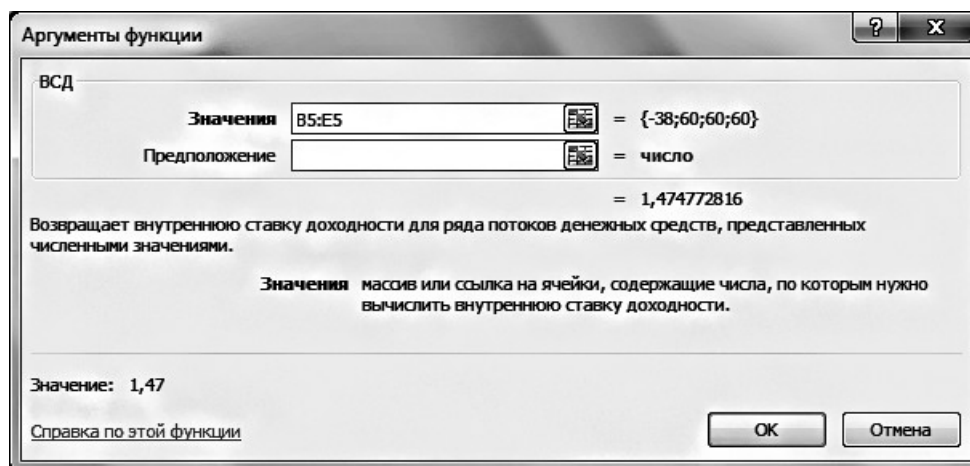 Аргументы функции
ВСД
Значения B5:E5 = {-38;60;60;60}
Предположение = число
= 1,474772816
Возвращает внутреннюю ставку доходности для ряда потоков денежных средств, представленных
численными значениями.
Значения массив или ссылка на ячейки, содержащие числа, по которым нужно
вычислить внутреннюю ставку доходности.
Значение: 1,47
Справка по этой функции
ОК
Отмена